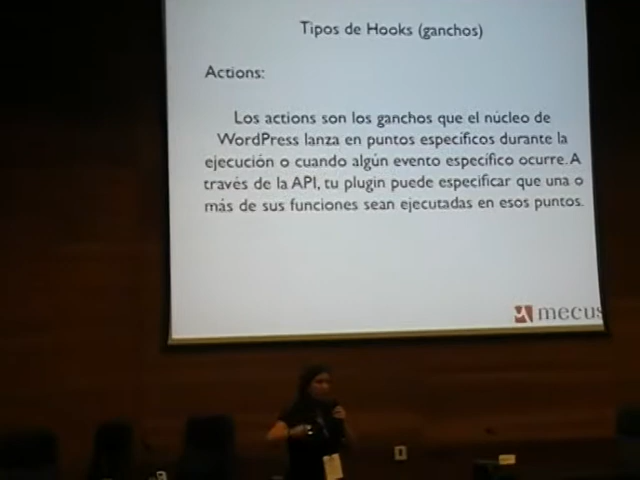 Tipos de Hooks (ganchos)
Actions:
Los actions son los ganchos que el núcleo de
WordPress lanza en puntos específicos durante la
ejecución o cuando algún evento específico ocurre. A
través de la API, tu plugin puede especificar que una o
más de sus funciones sean ejecutadas en esos puntos.
mecus